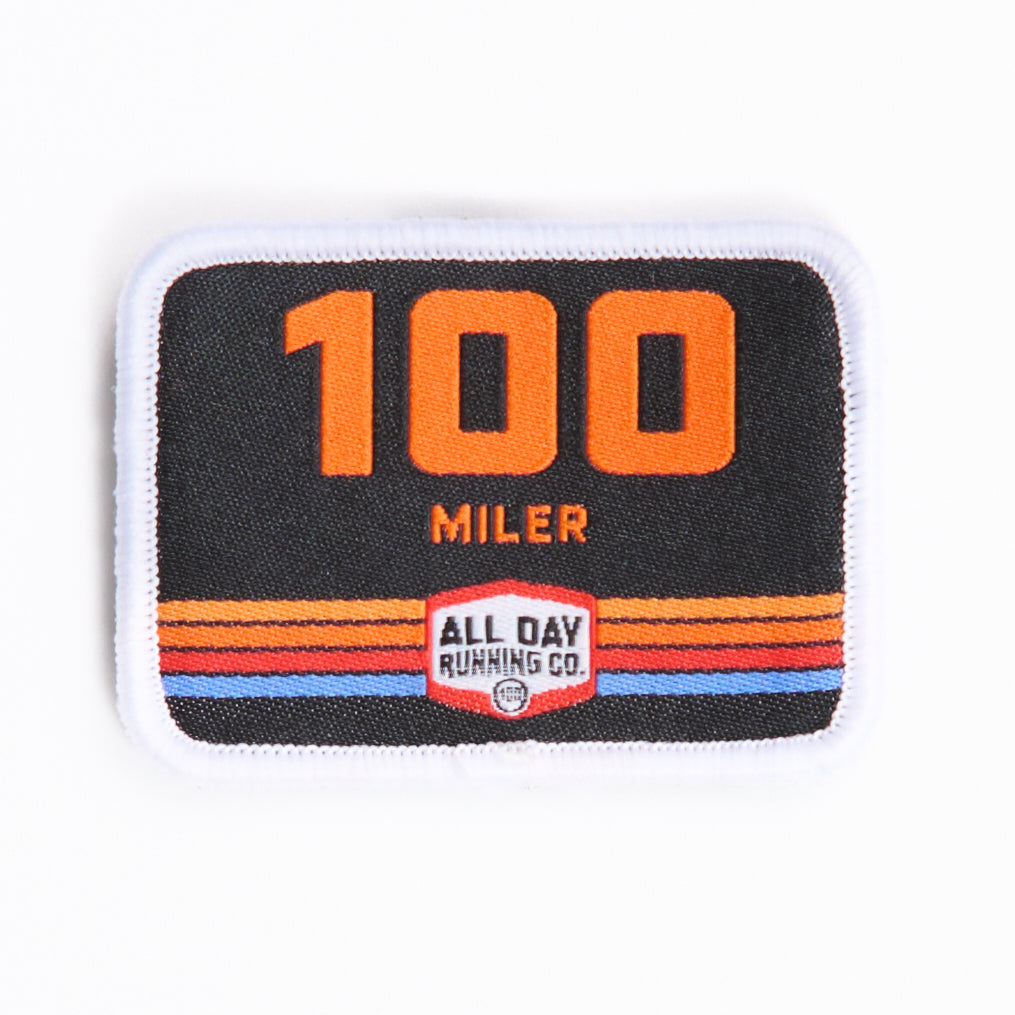 100
MILER
ALL DAY
RUNNING CO.